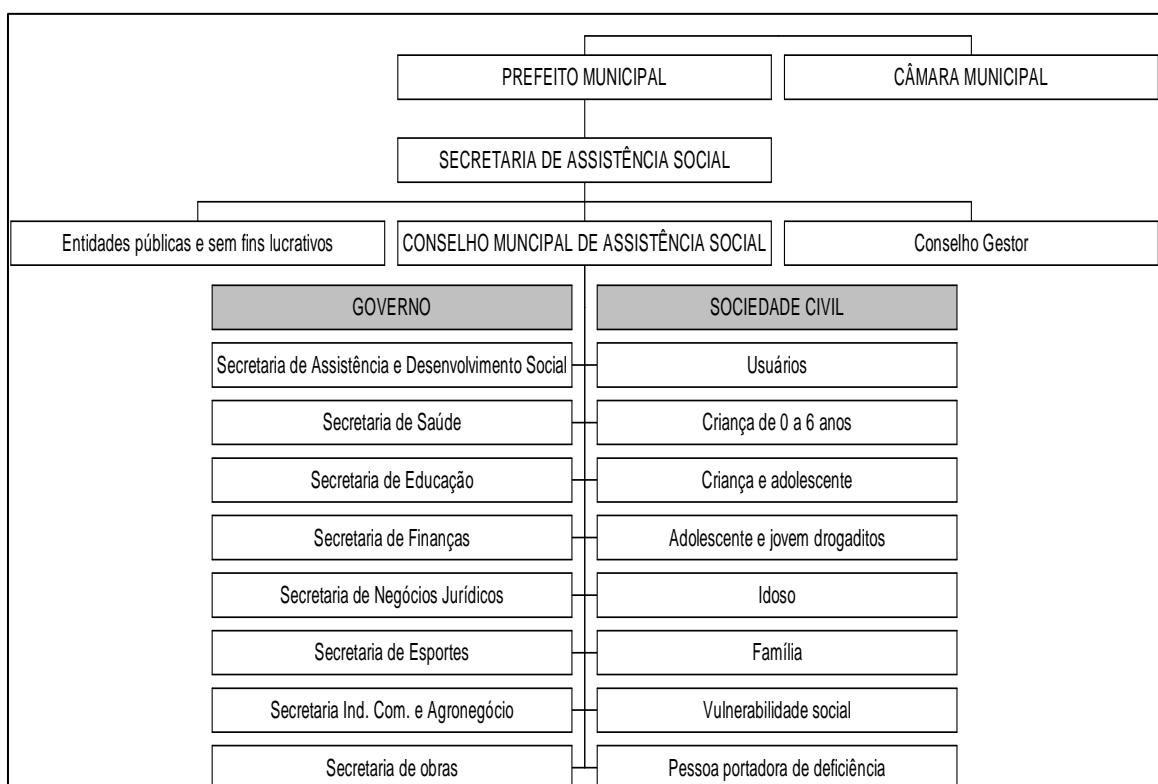 PREFEITO MUNICIPAL
CÂMARA MUNICIPAL
SECRETARIA DE ASSISTÊNCIA SOCIAL
Entidades públicas e sem fins lucrativos
CONSELHO MUNCIPAL DE ASSISTÊNCIA SOCIAL
Conselho Gestor
GOVERNO
SOCIEDADE CIVIL
Secretaria de Assistência e Desenvolvimento Social
Usuários
Secretaria de Saúde
Criança de 0 a 6 anos
Secretaria de Educação
Criança e adolescente
Secretaria de Finanças
Adolescente e jovem drogaditos
Secretaria de Negócios Jurídicos
Idoso
Secretaria de Esportes
Família
Secretaria Ind. Com. e Agronegócio
Vulnerabilidade social
Secretaria de obras
Pessoa portadora de deficiência